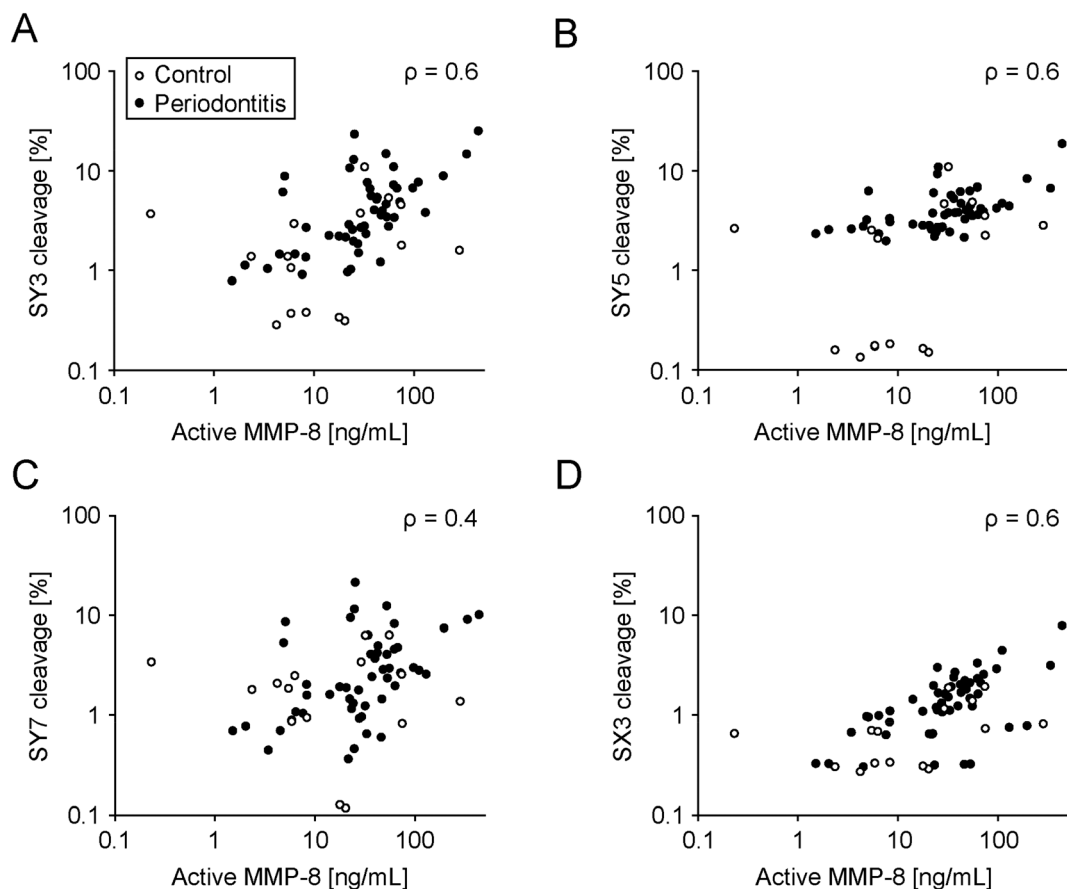 A
ρ = 0.6
Control
Periodontitis
100
10
1
0.1
SY3 cleavage [%]
0.1 1 10 100
Active MMP-8 [ng/mL]
B
ρ = 0.6
100
10
1
0.1
SY5 cleavage [%]
0.1 1 10 100
Active MMP-8 [ng/mL]
C
ρ = 0.4
100
10
1
0.1
SY7 cleavage [%]
0.1 1 10 100
Active MMP-8 [ng/mL]
D
ρ = 0.6
100
10
1
0.1
SX3 cleavage [%]
0.1 1 10 100
Active MMP-8 [ng/mL]